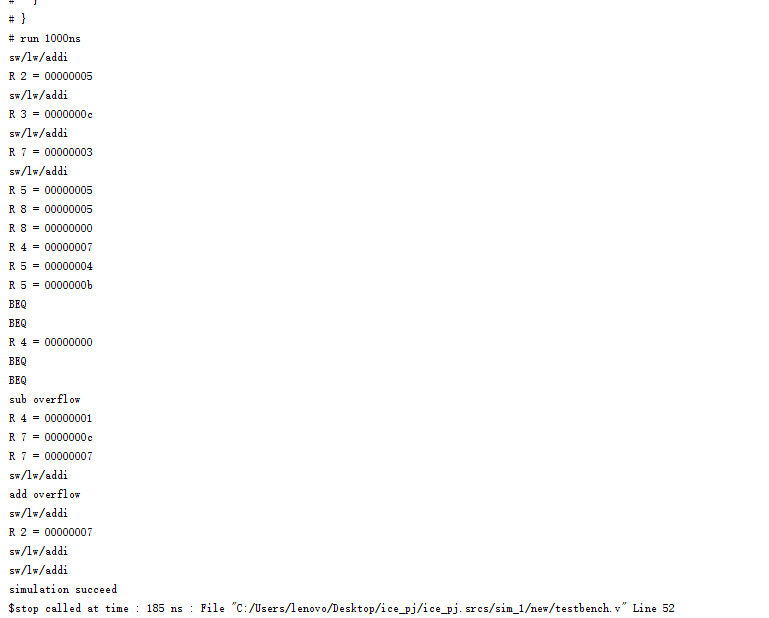 # }
# }
# run 1000ns
sw/lw/addi
R 2 = 00000005
sw/lw/addi
R 3 = 0000000c
sw/lw/addi
R 7 = 00000003
sw/lw/addi
R 5 = 00000005
R 8 = 00000005
R 8 = 00000000
R 4 = 00000007
R 5 = 00000004
R 5 = 0000000b
BEQ
BEQ
R 4 = 00000000
BEQ
BEQ
sub overflow
R 4 = 00000001
R 7 = 0000000c
R 7 = 00000007
sw/lw/addi
add overflow
sw/lw/addi
R 2 = 00000007
sw/lw/addi
sw/lw/addi
simulation succeed
$stop called at time : 185 ns : File "C:/Users/lenovo/Desktop/ice_pj/ice_pj.srcs/sim_1/new/testbench.v" Line 52